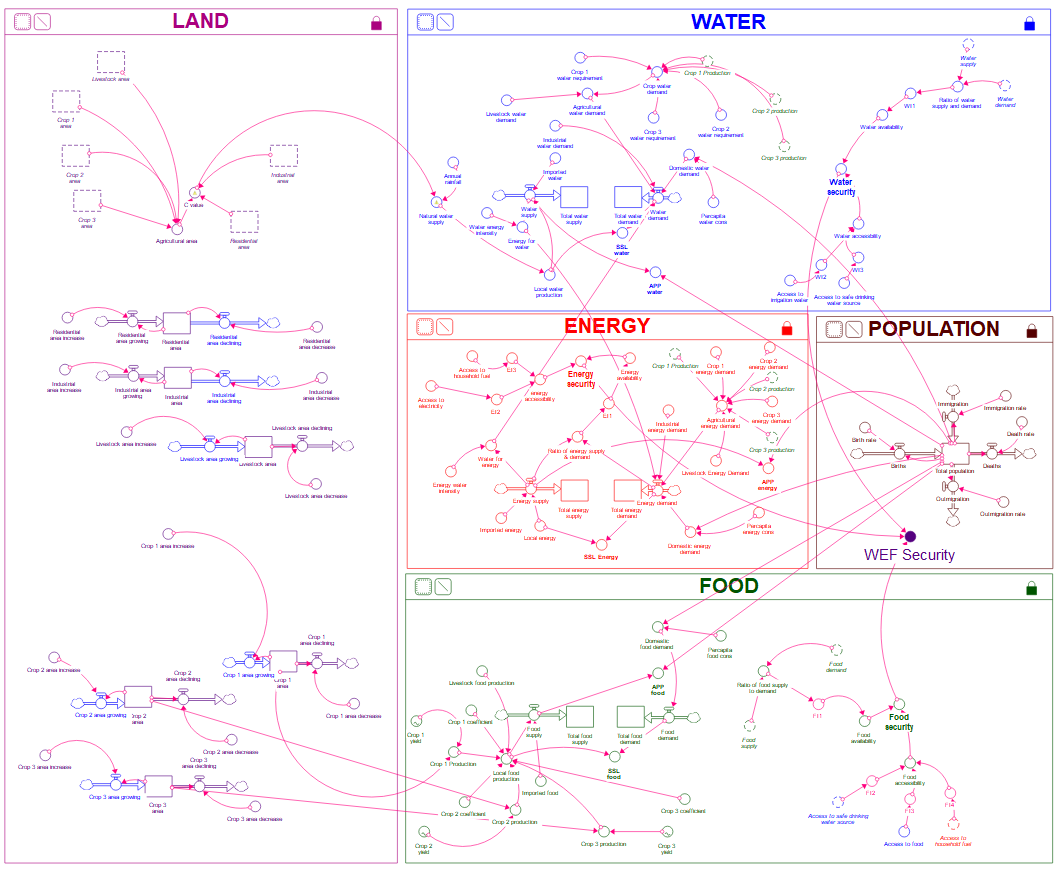 LAND
Livestock area
Crop 1
area
Crop 2
area
Crop 3
area
C value
Industrial
area
Residential
area
Agricultural area
Residential
area increase
Residential
area growing
Residential
area
Residential
area declining
Residential
area decrease
Industrial
area increase
Industrial area
growing
Industrial
area
Industrial
area declining
Industrial
area decrease
Livestock area increase
Livestock area growing
Livestock area
Livestock area declining
Livestock area decrease
Crop 1 area increase
Crop 1
area declining
Crop 1 area growing
Crop 1
area
Crop 1 area decrease
Crop 2 area increase
Crop 2
area declining
Crop 2 area growing
Crop 2
area
Crop 2 area decrease
Crop 3 area increase
Crop 3
area declining
Crop 3 area growing
Crop 3
area
Crop 3 area decrease
WATER
Crop 1
water requirement
Crop water
demand
Crop 1 Production
Crop 2 production
Crop 3 production
Livestock water
demand
Agricultural
water demand
Crop 3
water requirement
Crop 2
water requirement
Industrial
water demand
Imported
water
Domestic water
demand
Annual
rainfall
Natural water
supply
Water
supply
Total water
supply
Total water
demand
Water
demand
Percapita
water cons
Water energy
intensity
Energy for
water
SSL
water
Local water
production
APP
water
Water
supply
Ratio of water
supply and demand
Water
demand
WI1
Water availability
Water
security
Water accessibility
WI2
WI3
Access to
irrigation water
Access to safe drinking
water source
ENERGY
Access to
household fuel
EI3
Energy
security
Energy
availability
Crop 1 Production
Crop 1
energy demand
Crop 2
energy demand
Crop 2 production
Access to
electricity
EI2
energy
accessibility
EI1
Industrial
energy demand
Agricultural
energy demand
Crop 3
energy demand
Crop 3 production
Water for
energy
Ratio of energy supply
& demand
Livestock Energy Demand
APP
energy
Energy water
intensity
Energy supply
Total energy
supply
Total energy
demand
Energy demand
Imported energy
Local energy
SSL Energy
Domestic energy
demand
Percapita
energy cons
POPULATION
Immigration
Immigration rate
Birth rate
Death rate
Births
Total population
Deaths
Outmigration
Outmigration rate
WEF Security
FOOD
Domestic
food demand
Percapita
food cons
Livestock food production
APP
food
Crop 1
yield
Crop 1 coefficient
Food
supply
Total food
supply
Total food
demand
Food
demand
Crop 1 Production
Local food
production
SSL
food
Imported food
Crop 2 coefficient
Crop 2 production
Crop 3 coefficient
Crop 2
yield
Crop 3 production
Crop 3
yield
Food
demand
Ratio of food supply
to demand
Food
supply
FI1
Food
availability
Food
security
Food
accessibility
FI2
FI3
FI4
Access to safe drinking
water source
Access to food
Access to
household fuel